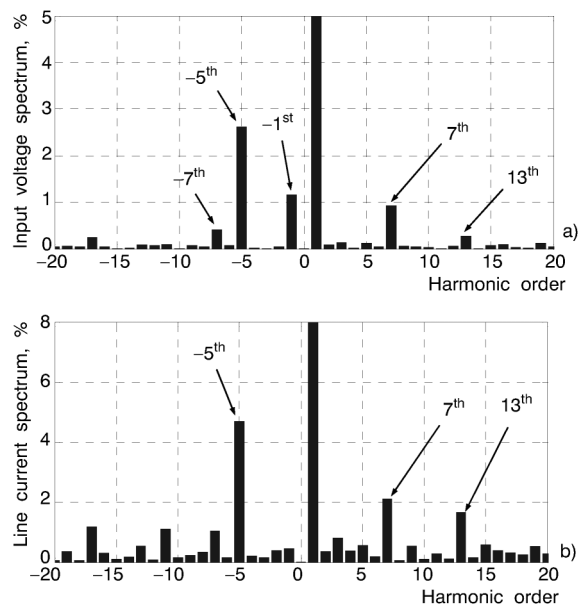 Input voltage spectrum, %
5
4
3
2
1
0
−5th
−1st
−7th
7th
13th
−20 −15 −10 −5 0 5 10 15 20
Harmonic order
a)
Line current spectrum, %
8
6
4
2
0
−5th
7th
13th
−20 −15 −10 −5 0 5 10 15 20
Harmonic order
b)